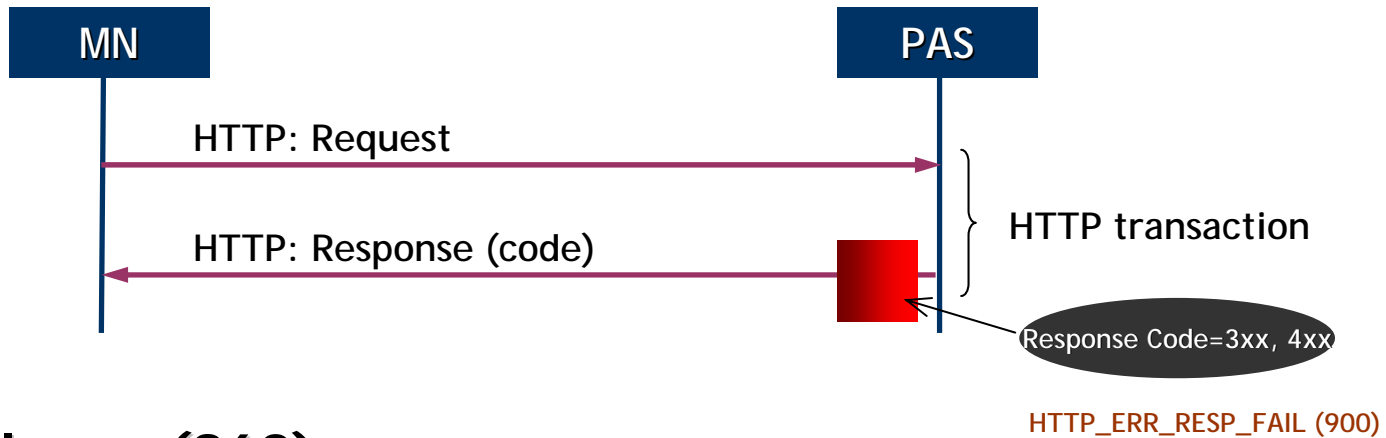 MN
PAS
HTTP: Request
HTTP transaction
HTTP: Response (code)
Response Code=3xx, 4xx
HTTP_ERR_RESP_FAIL (900)